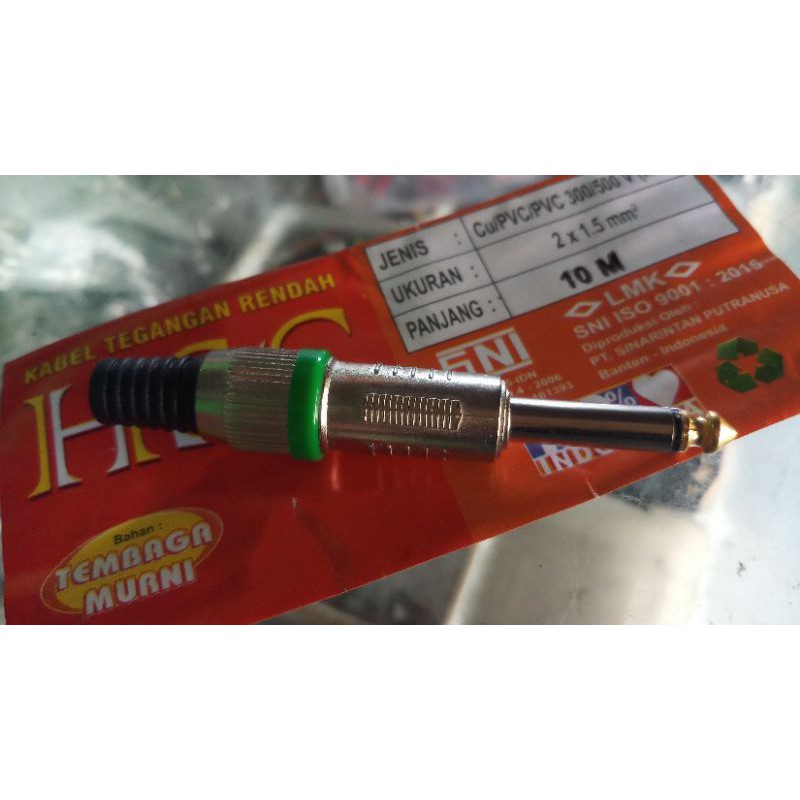 KABEL TEGANGAN RENDAH
Bahan :
TEMBAGA
MURNI
JENIS : Cu/PVC/PVC 300/500 V
UKURAN : 2 x 1.5 mm²
PANJANG : 10 M
SNI
LMK
SNI ISO 9001 : 2015
Diproduksi Oleh :
PT. SINARINTAN PUTRANUSA
Banten - Indonesia